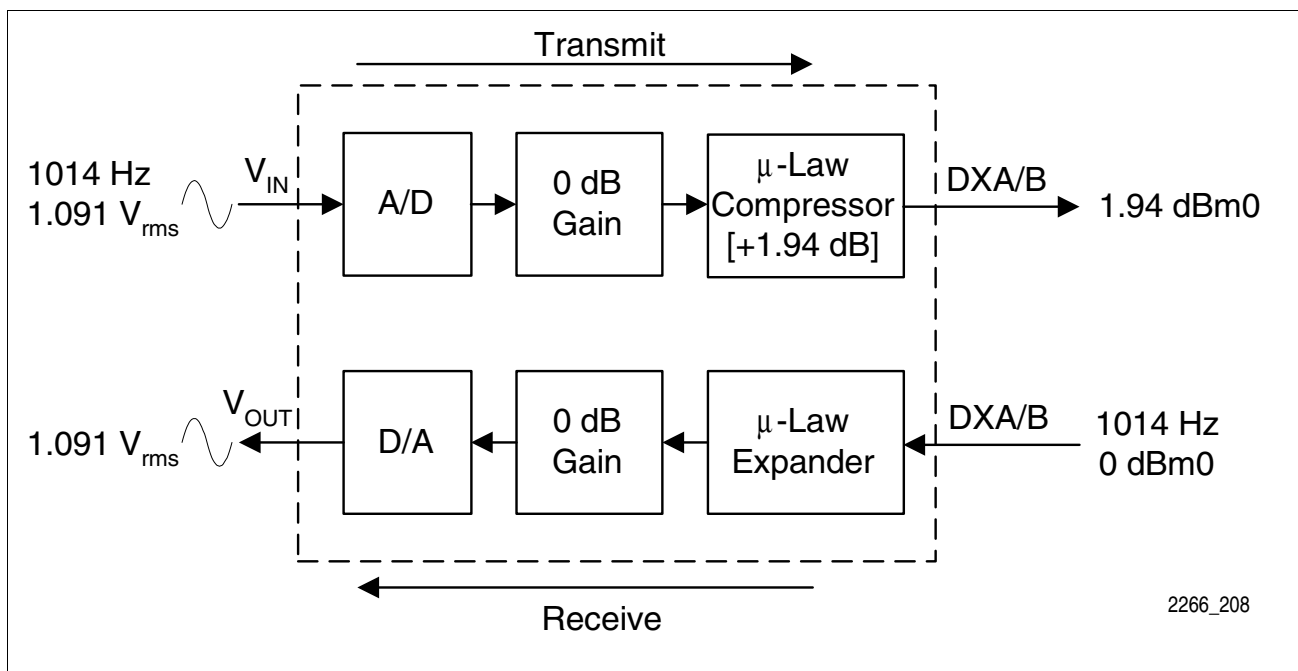 Transmit
1014 Hz
1.091 Vrms
VIN
A/D
0 dB
Gain
μ-Law
Compressor
[+1.94 dB]
DXA/B
1.94 dBm0
1.091 Vrms
VOUT
D/A
0 dB
Gain
μ-Law
Expander
DXA/B
1014 Hz
0 dBm0
Receive
2266_208